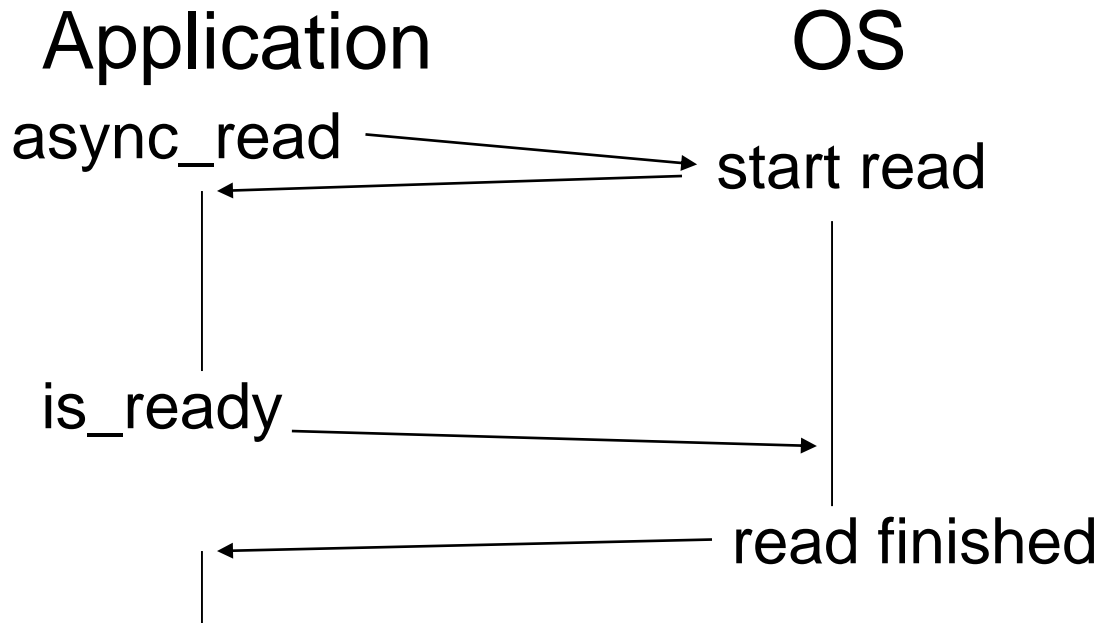 Application OS
async_read
start read
is_ready
read finished